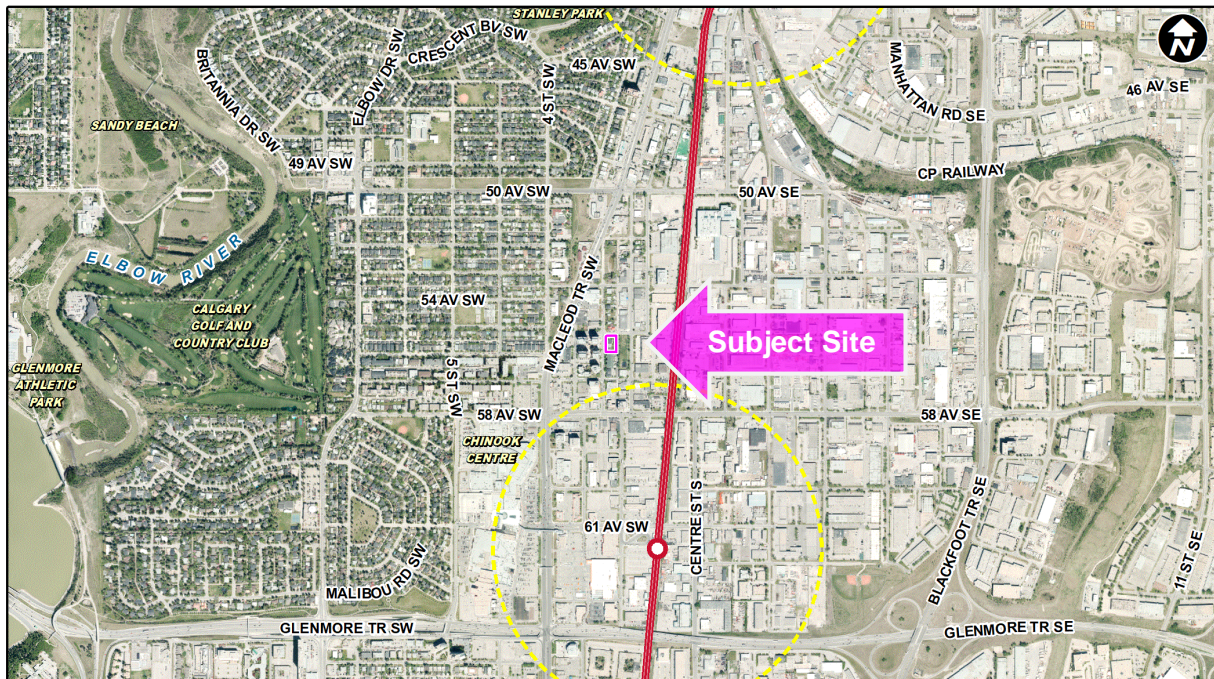 STANLEY PARK
CRESCENT BV SW
ELBOW DR SW
BRITANNIA DR SW
45 AV SW
4 ST SW
MANHATTAN RD SE
N
46 AV SE
SANDY BEACH
49 AV SW
50 AV SW
50 AV SE
CP RAILWAY
ELBOW RIVER
MACLEOD TR SW
54 AV SW
CALGARY
GOLF AND
COUNTRY CLUB
Subject Site
GLENMORE
ATHLETIC
PARK
5 ST SW
58 AV SW
58 AV SE
CHINOOK
CENTRE
61 AV SW
CENTRE ST S
BLACKFOOT TR SE
11 ST SE
MALIBOU RD SW
GLENMORE TR SW
GLENMORE TR SE